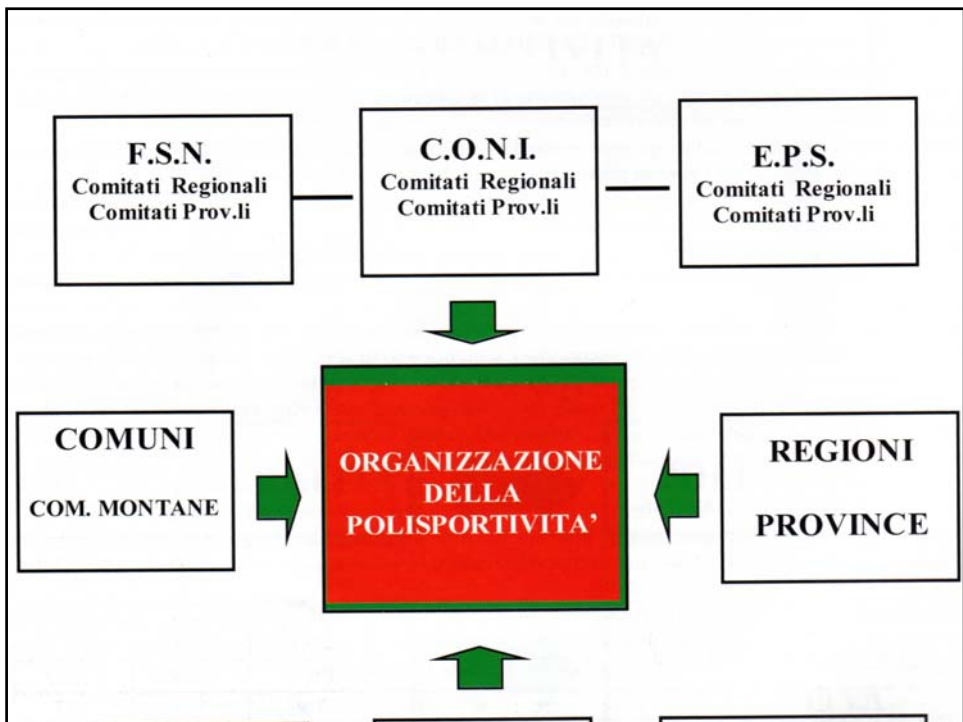 F.S.N.
Comitati Regionali
Comitati Prov.li
C.O.N.I.
Comitati Regionali
Comitati Prov.li
E.P.S.
Comitati Regionali
Comitati Prov.li
COMUNI
COM. MONTANE
ORGANIZZAZIONE
DELLA
POLISPORTIVITA’
REGIONI
PROVINCE